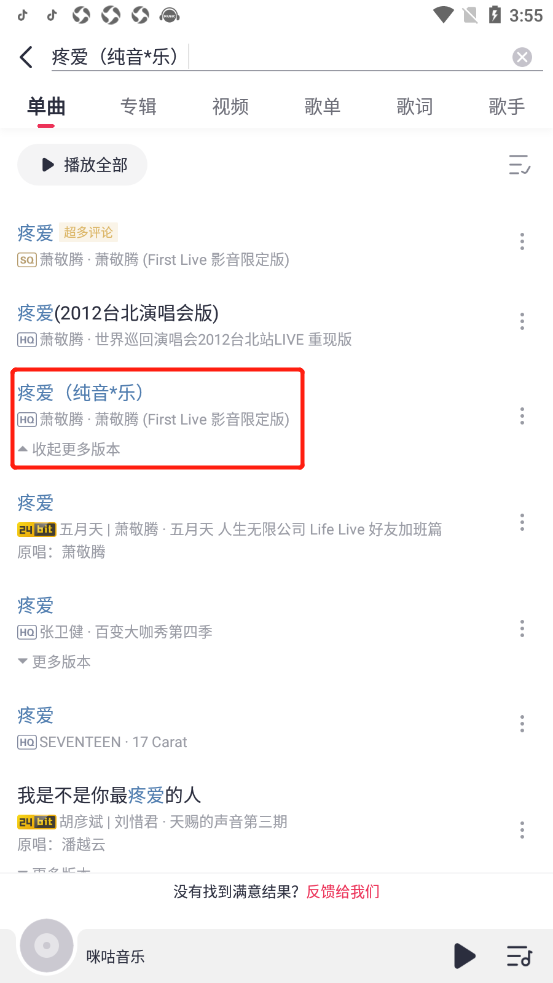 3:55
疼爱（纯音*乐）
单曲 专辑 视频 歌单 歌词 歌手
播放全部
疼爱 超多评论
SQ 萧敬腾 · 萧敬腾 (First Live 影音限定版)
疼爱(2012台北演唱会版)
HQ 萧敬腾 · 世界巡回演唱会2012台北站LIVE 重现版
疼爱（纯音*乐）
HQ 萧敬腾 · 萧敬腾 (First Live 影音限定版)
收起更多版本
疼爱
24bit 五月天 | 萧敬腾 · 五月天 人生无限公司 Life Live 好友加班篇
原唱：萧敬腾
疼爱
HQ 张卫健 · 百变大咖秀第四季
更多版本
疼爱
HQ SEVENTEEN · 17 Carat
我是不是你最疼爱的人
24bit 胡彦斌 | 刘惜君 · 天赐的声音第三期
原唱：潘越云
更多版本
没有找到满意结果？反馈给我们
咪咕音乐